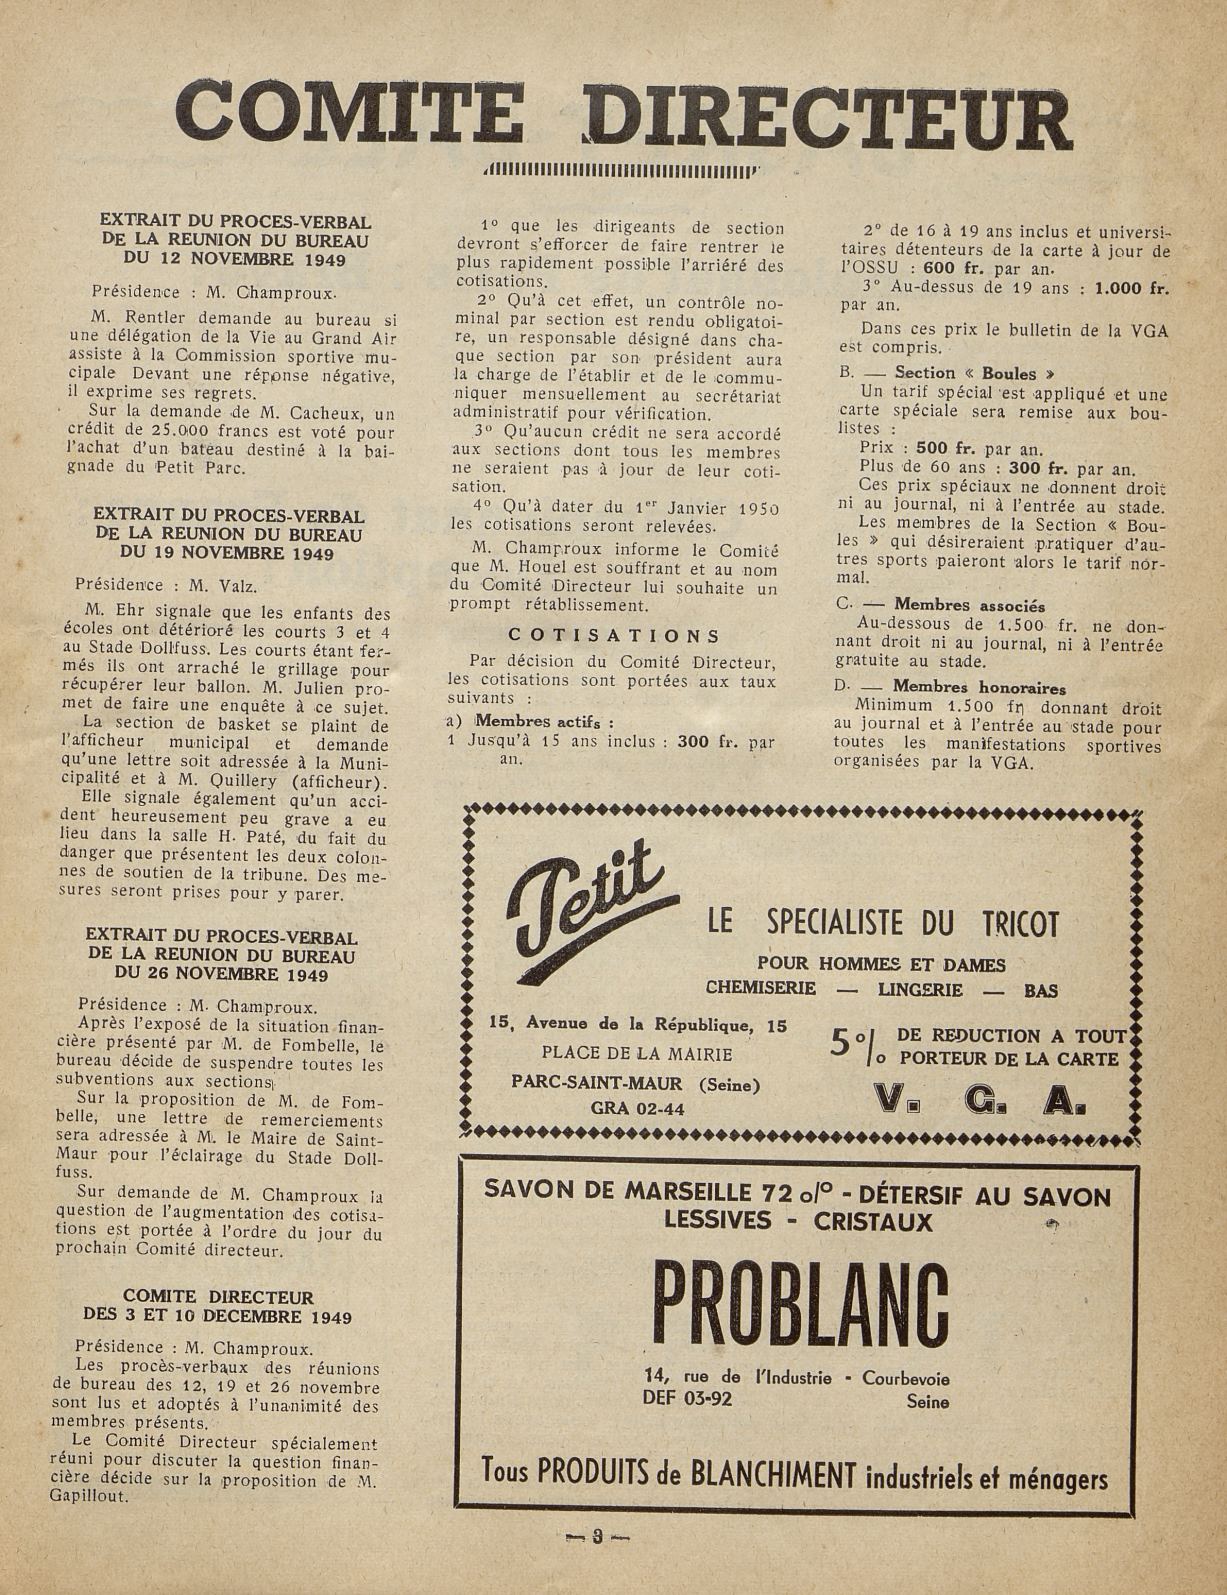 COMITE DIRECTEUR
EXTRAIT DU PROCES-VERBAL
DE LA REUNION DU BUREAU
DU 12 NOVEMBRE 1949
Présidence : M. Champroux.
M. Rentler demande au bureau si
une délégation de la Vie au Grand Air
assiste à la Commission sportive mu-
cipale Devant une réponse négative,
il exprime ses regrets.
Sur la demande de M. Cacheux, un
crédit de 25.000 francs est voté pour
l'achat d'un bateau destiné à la bai-
gnade du Petit Parc.
EXTRAIT DU PROCES-VERBAL
DE LA REUNION DU BUREAU
DU 19 NOVEMBRE 1949
Présidence : M. Valz.
M. Ehr signale que les enfants des
écoles ont détérioré les courts 3 et 4
au Stade Dollfuss. Les courts étant fer-
més ils ont arraché le grillage pour
récupérer leur ballon. M. Julien pro-
met de faire une enquête à ce sujet.
La section de basket se plaint de
l'afficheur municipal et demande
qu'une lettre soit adressée à la Muni-
cipalité et à M. Quillery (afficheur).
Elle signale également qu'un acci-
dent heureusement peu grave a eu
lieu dans la salle H. Paté, du fait du
danger que présentent les deux colon-
nes de soutien de la tribune. Des me-
sures seront prises pour y parer.
EXTRAIT DU PROCES-VERBAL
DE LA REUNION DU BUREAU
DU 26 NOVEMBRE 1949
Présidence : M. Champroux.
Après l'exposé de la situation finan-
cière présenté par M. de Fombelle, le
bureau décide de suspendre toutes les
subventions aux sections.
Sur la proposition de M. de Fom-
belle, une lettre de remerciements
sera adressée à M. le Maire de Saint-
Maur pour l'éclairage du Stade Doll-
fuss.
Sur demande de M. Champroux la
question de l'augmentation des cotisa-
tions est portée à l'ordre du jour du
prochain Comité directeur.
COMITE DIRECTEUR
DES 3 ET 10 DECEMBRE 1949
Présidence : M. Champroux.
Les procès-verbaux des réunions
de bureau des 12, 19 et 26 novembre
sont lus et adoptés à l'unanimité des
membres présents.
Le Comité Directeur spécialement
réuni pour discuter la question finan-
cière décide sur la proposition de M.
Gapillout.
1° que les dirigeants de section
devront s'efforcer de faire rentrer le
plus rapidement possible l'arriéré des
cotisations.
2° Qu'à cet effet, un contrôle no-
minal par section est rendu obligatoi-
re, un responsable désigné dans cha-
que section par son président aura
la charge de l'établir et de le commu-
niquer mensuellement au secrétariat
administratif pour vérification.
3° Qu'aucun crédit ne sera accordé
aux sections dont tous les membres
ne seraient pas à jour de leur coti-
sation.
4° Qu'à dater du 1er Janvier 1950
les cotisations seront relevées.
M. Champroux informe le Comité
que M. Houel est souffrant et au nom
du Comité Directeur lui souhaite un
prompt rétablissement.
COTISATIONS
Par décision du Comité Directeur,
les cotisations sont portées aux taux
suivants :
a) Membres actifs :
1 Jusqu'à 15 ans inclus : 300 fr. par
an.
2° de 16 à 19 ans inclus et universi-
taires détenteurs de la carte à jour de
l'OSSU : 600 fr. par an.
3° Au-dessus de 19 ans : 1.000 fr.
par an.
Dans ces prix le bulletin de la VGA
est compris.
B. — Section « Boules »
Un tarif spécial est appliqué et une
carte spéciale sera remise aux bou-
listes :
Prix : 500 fr. par an.
Plus de 60 ans : 300 fr. par an.
Ces prix spéciaux ne donnent droit
ni au journal, ni à l'entrée au stade.
Les membres de la Section « Bou-
les » qui désireraient pratiquer d'au-
tres sports paieront alors le tarif nor-
mal.
C. — Membres associés
Au-dessous de 1.500 fr. ne don-
nant droit ni au journal, ni à l'entrée
gratuite au stade.
D. — Membres honoraires
Minimum 1.500 fr donnant droit
au journal et à l'entrée au stade pour
toutes les manifestations sportives
organisées par la VGA.
Petit
LE SPECIALISTE DU TRICOT
POUR HOMMES ET DAMES
CHEMISERIE — LINGERIE — BAS
15, Avenue de la République, 15
PLACE DE LA MAIRIE
PARC-SAINT-MAUR (Seine)
GRA 02-44
5 o/o DE REDUCTION A TOUT
PORTEUR DE LA CARTE
V. G. A.
SAVON DE MARSEILLE 72 o/o - DÉTERSIF AU SAVON
LESSIVES - CRISTAUX
PROBLANC
14, rue de l'Industrie - Courbevoie
DEF 03-92 Seine
Tous PRODUITS de BLANCHIMENT industriels et ménagers
— 3 —